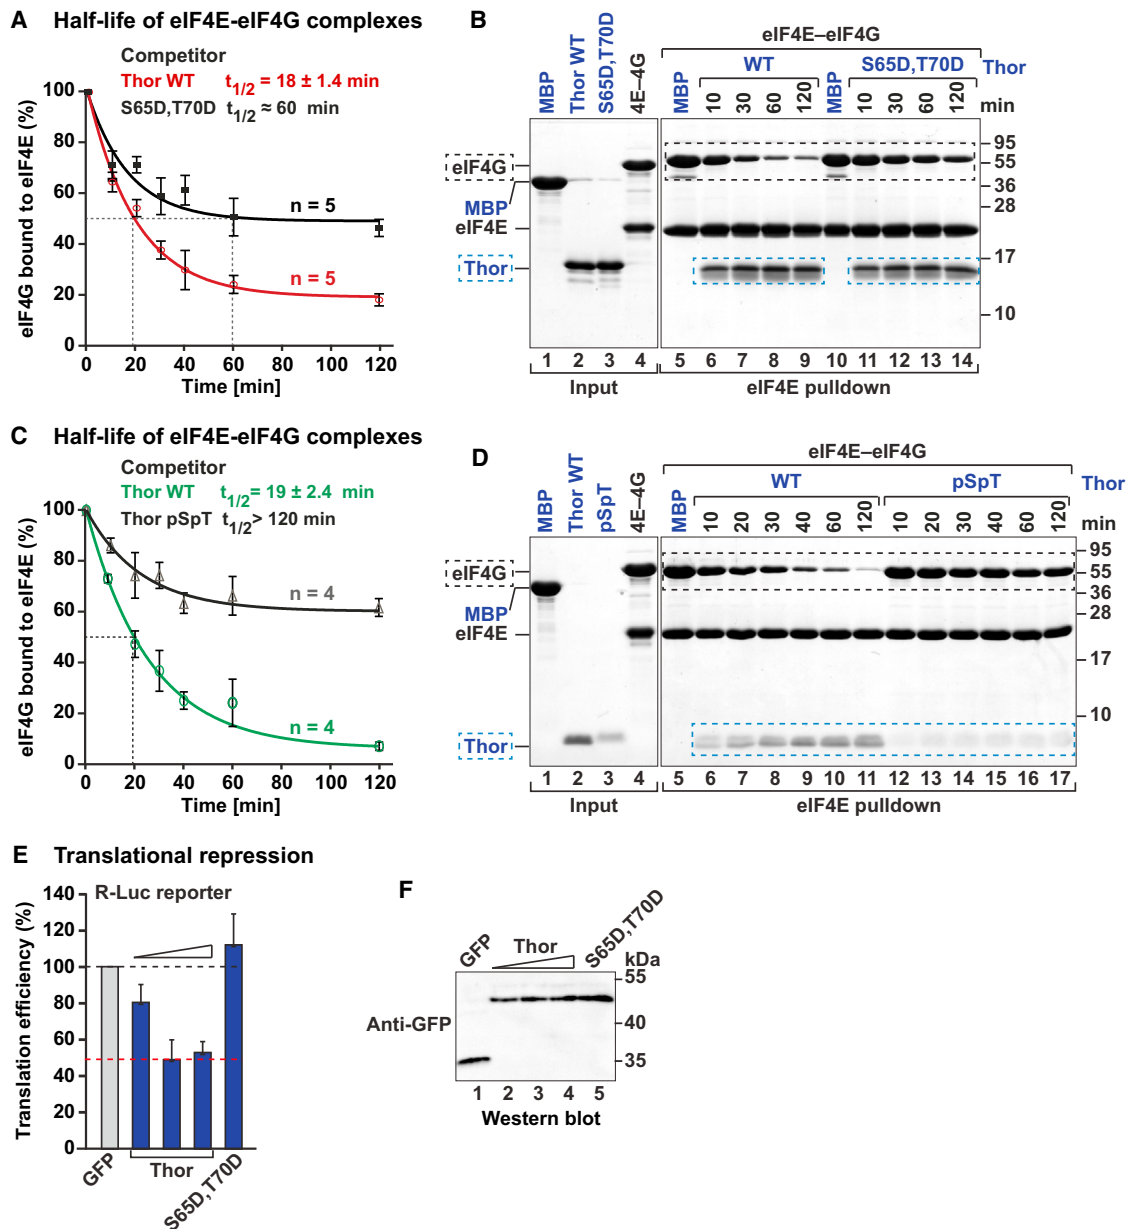 A Half-life of eIF4E-eIF4G complexes
Competitor
Thor WT t1/2 = 18 ± 1.4 min
S65D,T70D t1/2 ≈ 60 min
eIF4G bound to eIF4E (%)
100
80
60
40
20
0
n = 5
n = 5
0 20 40 60 80 100 120
Time [min]
B
eIF4E–eIF4G
MBP
Thor WT
S65D,T70D
4E–4G
WT
S65D,T70D
Thor
MBP 10 30 60 120 MBP 10 30 60 120 min
eIF4G
MBP
eIF4E
Thor
95
55
36
28
17
10
1 2 3 4 5 6 7 8 9 10 11 12 13 14
Input
eIF4E pulldown
C Half-life of eIF4E-eIF4G complexes
Competitor
Thor WT t1/2 = 19 ± 2.4 min
Thor pSpT t1/2 > 120 min
eIF4G bound to eIF4E (%)
100
80
60
40
20
0
n = 4
n = 4
0 20 40 60 80 100 120
Time [min]
D
eIF4E–eIF4G
MBP
Thor WT
pSpT
4E–4G
WT
pSpT
Thor
MBP 10 20 30 40 60 120 10 20 30 40 60 120 min
eIF4G
MBP
eIF4E
Thor
95
55
36
28
17
10
1 2 3 4 5 6 7 8 9 10 11 12 13 14 15 16 17
Input
eIF4E pulldown
E Translational repression
R-Luc reporter
Translation efficiency (%)
140
120
100
80
60
40
20
0
GFP
Thor
S65D,T70D
F
GFP
Thor
S65D,T70D
kDa
55
40
35
Anti-GFP
1 2 3 4 5
Western blot